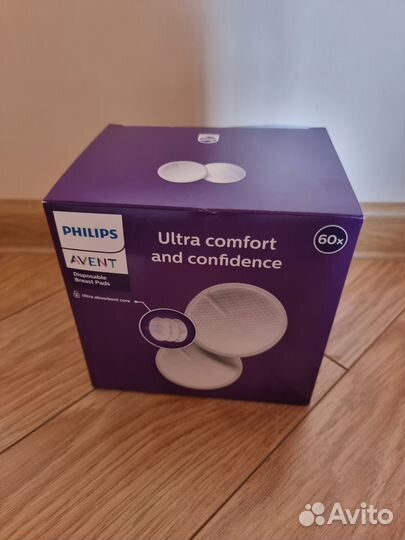 PHILIPS
AVENT
Disposable
Breast Pads
Ultra absorbent core
Ultra comfort
and confidence
60x
Avito